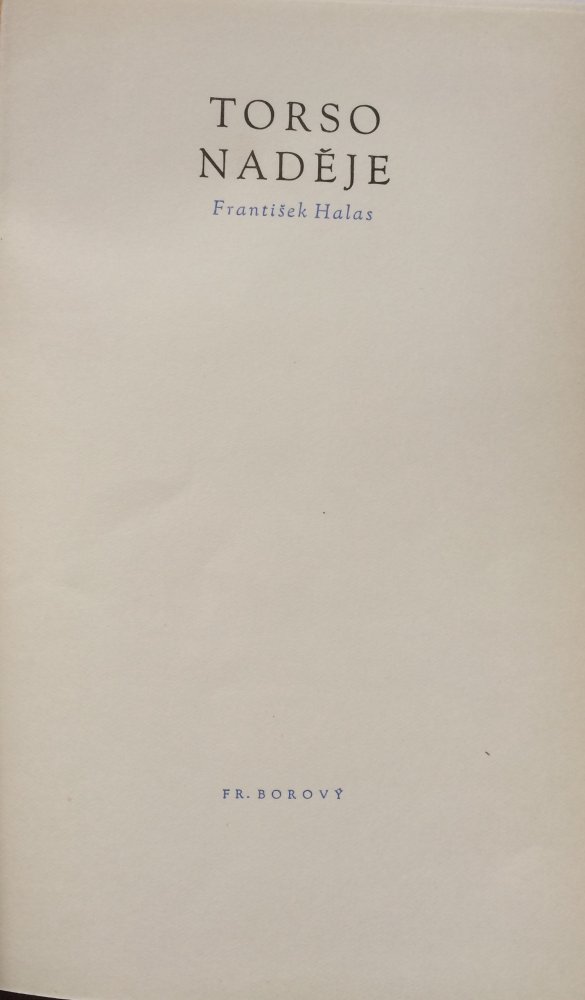 TORSO
NADĚJE
František Halas
FR. BOROVÝ